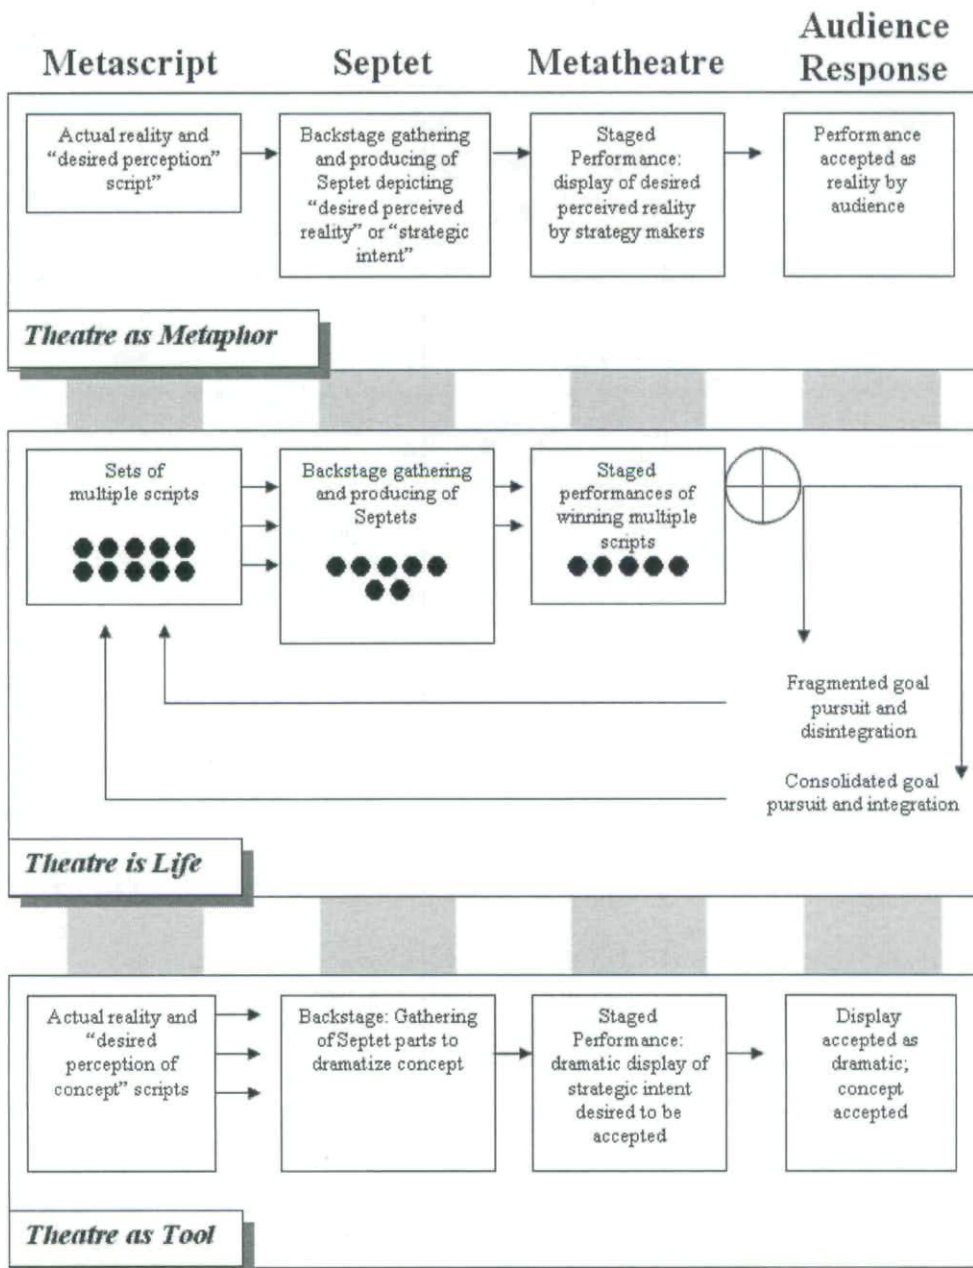 Metascript
Septet
Metatheatre
Audience
Response
Actual reality and
“desired perception”
script”
Backstage gathering
and producing of
Septet depicting
“desired perceived
reality” or “strategic
intent”
Staged
Performance:
display of desired
perceived reality
by strategy makers
Performance
accepted as
reality by
audience
Theatre as Metaphor
Sets of
multiple scripts
Backstage gathering
and producing of
Septets
Staged
performances of
winning multiple
scripts
Fragmented goal
pursuit and
disintegration
Consolidated goal
pursuit and integration
Theatre is Life
Actual reality and
“desired
perception of
concept” scripts
Backstage: Gathering
of Septet parts to
dramatize concept
Staged
Performance:
dramatic display of
strategic intent
desired to be
accepted
Display
accepted as
dramatic;
concept
accepted
Theatre as Tool